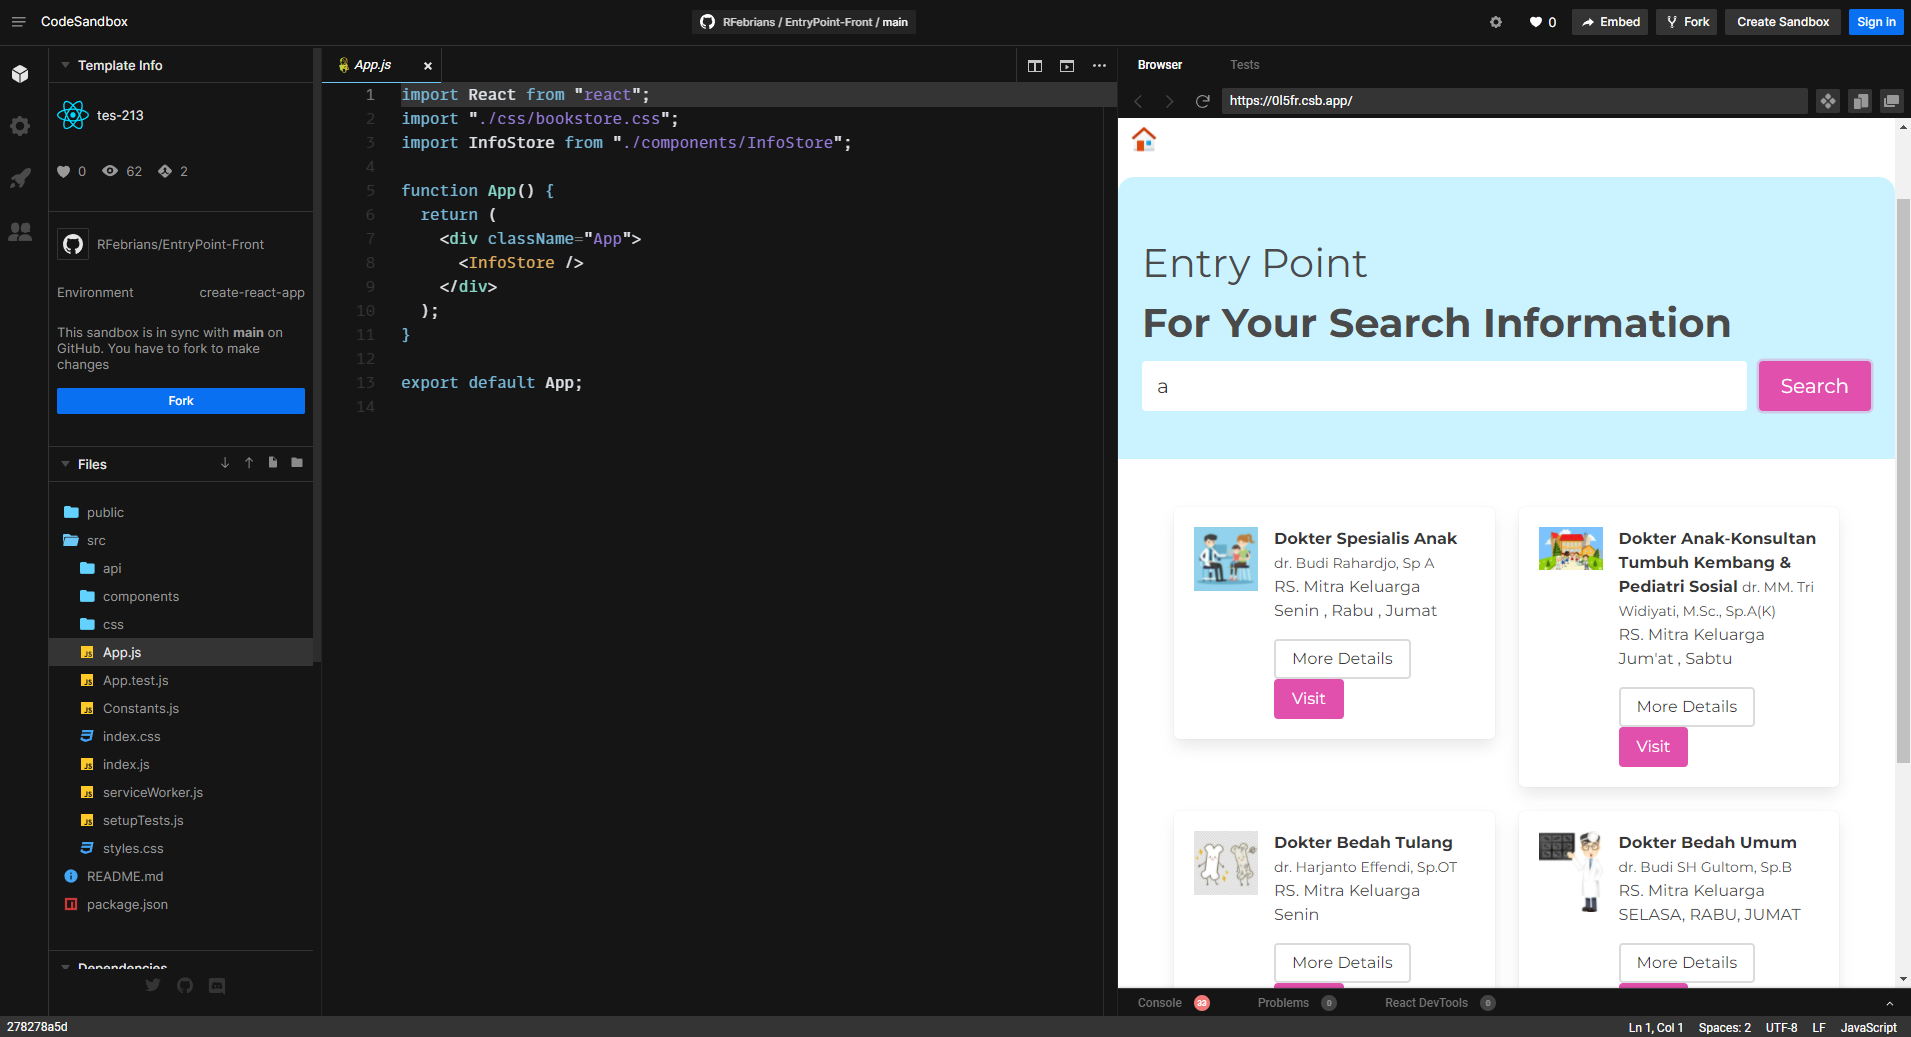 CodeSandbox
RFebrians / EntryPoint-Front / main
0
Embed
Fork
Create Sandbox
Sign in
Template Info
tes-213
0 62 2
RFebrians/EntryPoint-Front
Environment create-react-app
This sandbox is in sync with main on
GitHub. You have to fork to make
changes
Fork
Files
public
src
api
components
css
App.js
App.test.js
Constants.js
index.css
index.js
serviceWorker.js
setupTests.js
styles.css
README.md
package.json
Dependencies
App.js
1 import React from "react";
2 import "./css/bookstore.css";
3 import InfoStore from "./components/InfoStore";
4
5 function App() {
6 return (
7 <div className="App">
8 <InfoStore />
9 </div>
10 );
11 }
12
13 export default App;
14
Browser Tests
https://0l5fr.csb.app/
Entry Point
For Your Search Information
a
Search
Dokter Spesialis Anak
dr. Budi Rahardjo, Sp A
RS. Mitra Keluarga
Senin , Rabu , Jumat
More Details
Visit
Dokter Anak-Konsultan
Tumbuh Kembang &
Pediatri Sosial dr. MM. Tri
Widiyati, M.Sc., Sp.A(K)
RS. Mitra Keluarga
Jum'at , Sabtu
More Details
Visit
Dokter Bedah Tulang
dr. Harjanto Effendi, Sp.OT
RS. Mitra Keluarga
Senin
More Details
Dokter Bedah Umum
dr. Budi SH Gultom, Sp.B
RS. Mitra Keluarga
SELASA, RABU, JUMAT
More Details
Console 33 Problems 0 React DevTools 0
278278a5d
Ln 1, Col 1 Spaces: 2 UTF-8 LF JavaScript